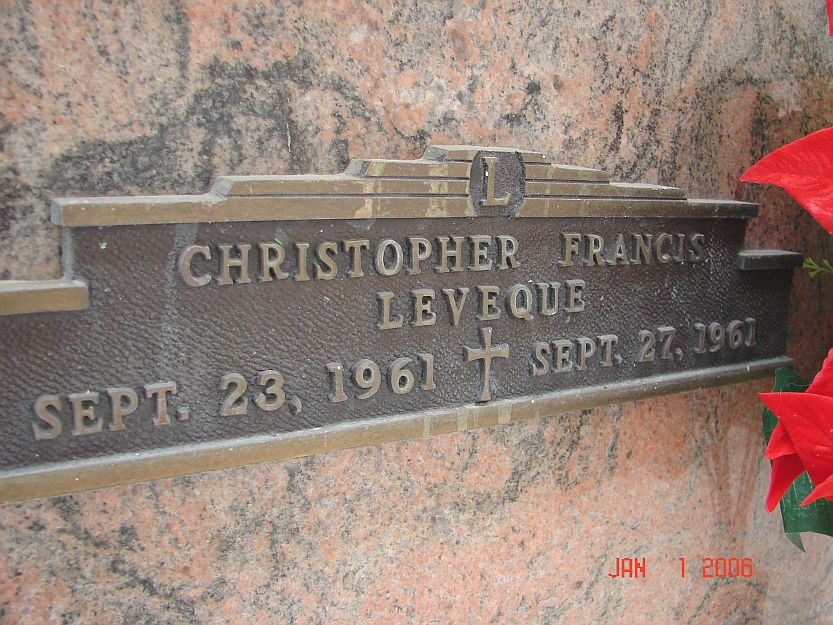 L
CHRISTOPHER FRANCIS
LEVEQUE
SEPT. 23, 1961 SEPT. 27, 1961
JAN 1 2006